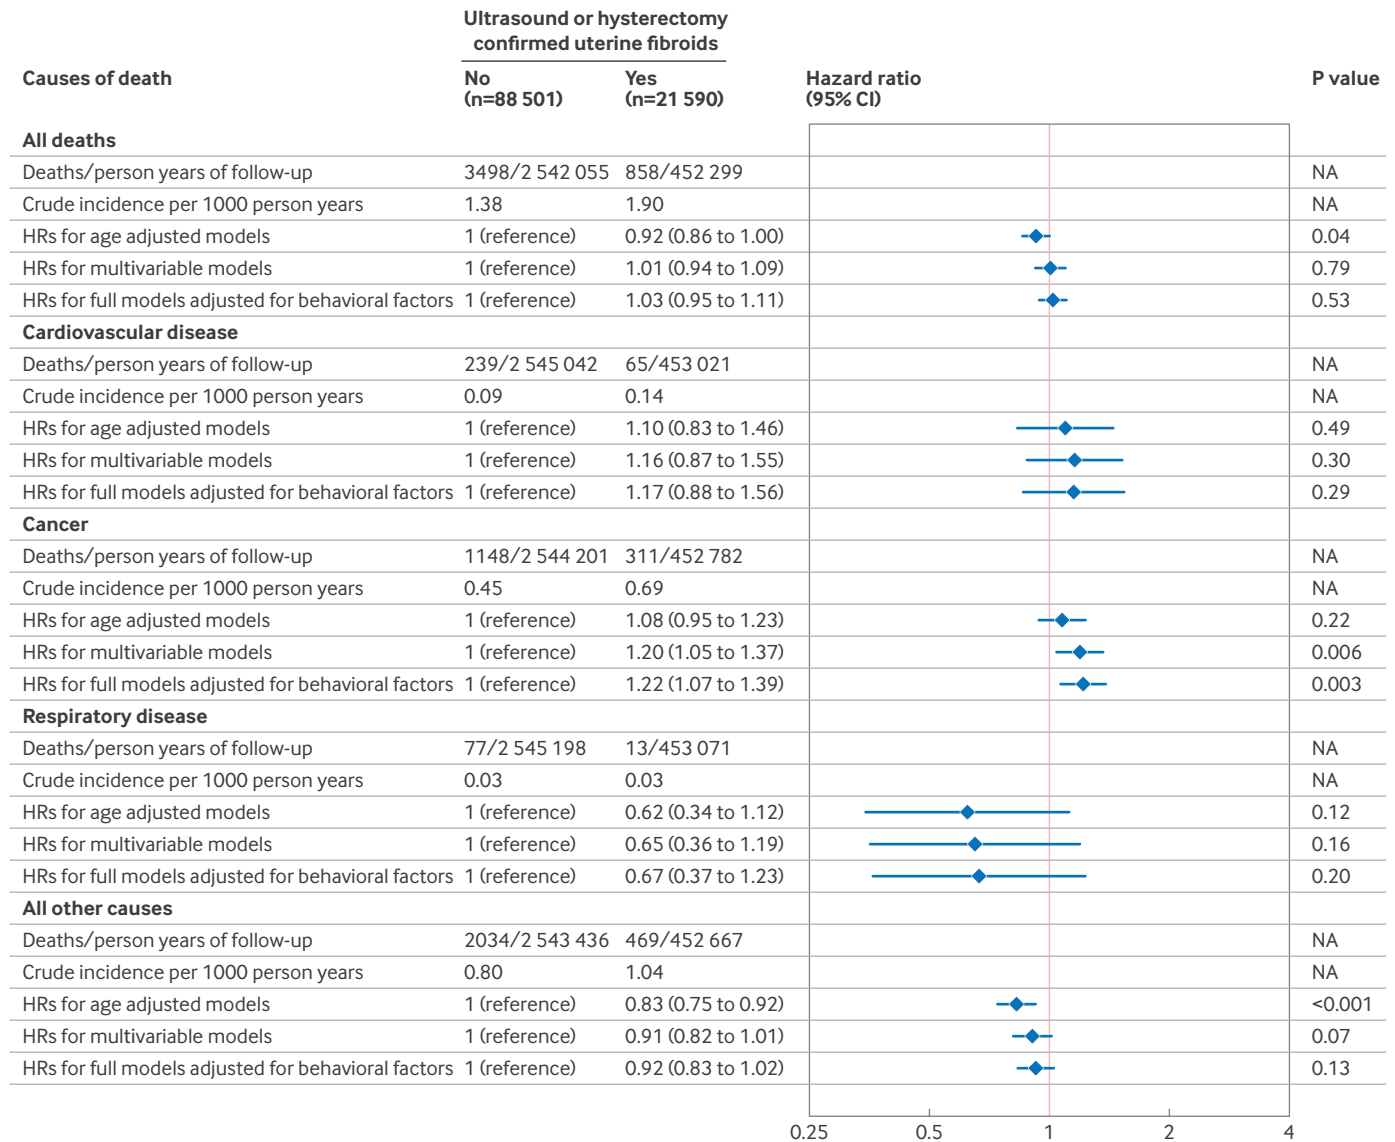 Ultrasound or hysterectomy
confirmed uterine fibroids
Causes of death No Yes Hazard ratio P value
(n=88 501) (n=21 590) (95% CI)
All deaths
Deaths/person years of follow-up 3498/2 542 055 858/452 299 NA
Crude incidence per 1000 person years 1.38 1.90 NA
HRs for age adjusted models 1 (reference) 0.92 (0.86 to 1.00) 0.04
HRs for multivariable models 1 (reference) 1.01 (0.94 to 1.09) 0.79
HRs for full models adjusted for behavioral factors 1 (reference) 1.03 (0.95 to 1.11) 0.53
Cardiovascular disease
Deaths/person years of follow-up 239/2 545 042 65/453 021 NA
Crude incidence per 1000 person years 0.09 0.14 NA
HRs for age adjusted models 1 (reference) 1.10 (0.83 to 1.46) 0.49
HRs for multivariable models 1 (reference) 1.16 (0.87 to 1.55) 0.30
HRs for full models adjusted for behavioral factors 1 (reference) 1.17 (0.88 to 1.56) 0.29
Cancer
Deaths/person years of follow-up 1148/2 544 201 311/452 782 NA
Crude incidence per 1000 person years 0.45 0.69 NA
HRs for age adjusted models 1 (reference) 1.08 (0.95 to 1.23) 0.22
HRs for multivariable models 1 (reference) 1.20 (1.05 to 1.37) 0.006
HRs for full models adjusted for behavioral factors 1 (reference) 1.22 (1.07 to 1.39) 0.003
Respiratory disease
Deaths/person years of follow-up 77/2 545 198 13/453 071 NA
Crude incidence per 1000 person years 0.03 0.03 NA
HRs for age adjusted models 1 (reference) 0.62 (0.34 to 1.12) 0.12
HRs for multivariable models 1 (reference) 0.65 (0.36 to 1.19) 0.16
HRs for full models adjusted for behavioral factors 1 (reference) 0.67 (0.37 to 1.23) 0.20
All other causes
Deaths/person years of follow-up 2034/2 543 436 469/452 667 NA
Crude incidence per 1000 person years 0.80 1.04 NA
HRs for age adjusted models 1 (reference) 0.83 (0.75 to 0.92) <0.001
HRs for multivariable models 1 (reference) 0.91 (0.82 to 1.01) 0.07
HRs for full models adjusted for behavioral factors 1 (reference) 0.92 (0.83 to 1.02) 0.13
0.25 0.5 1 2 4